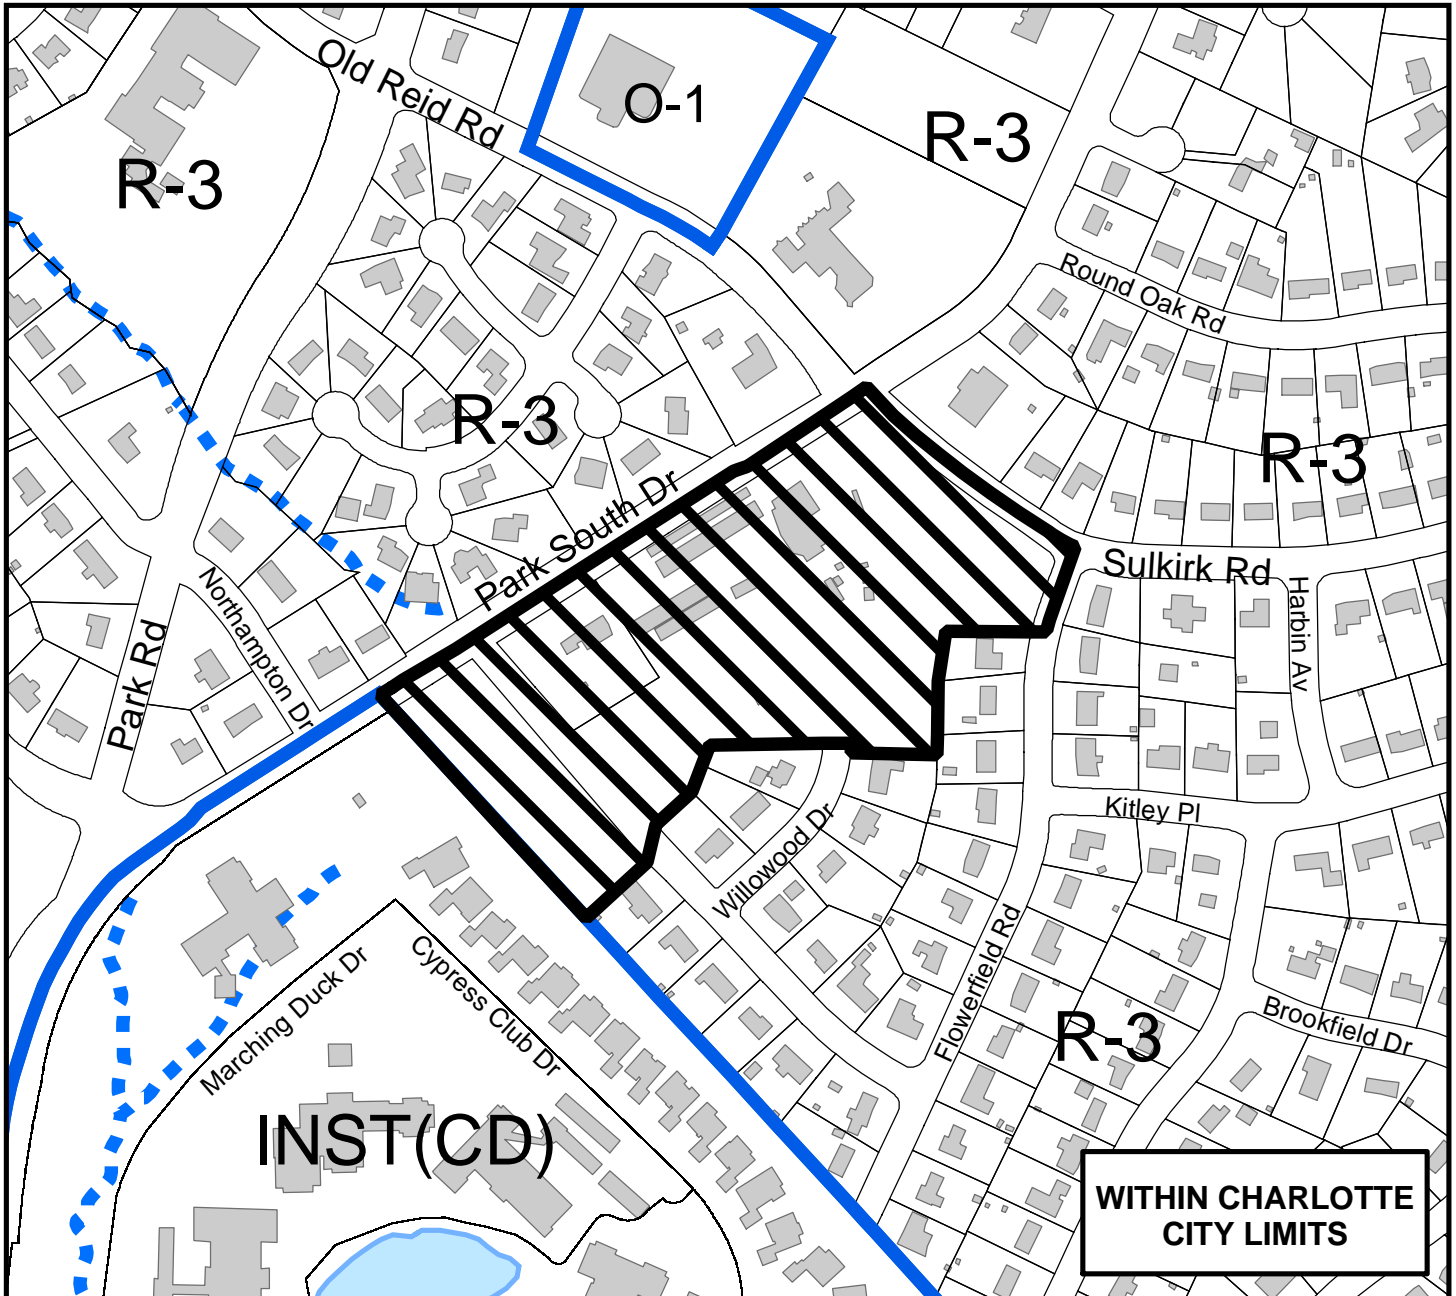 Old Reid Rd
O-1
R-3
R-3
Round Oak Rd
R-3
R-3
Park South Dr
Sulkirk Rd
Harbin Av
Northampton Dr
Park Rd
Kitley Pl
Willowood Dr
Flowerfield Rd
Marching Duck Dr
Cypress Club Dr
R-3
Brookfield Dr
INST(CD)
WITHIN CHARLOTTE
CITY LIMITS